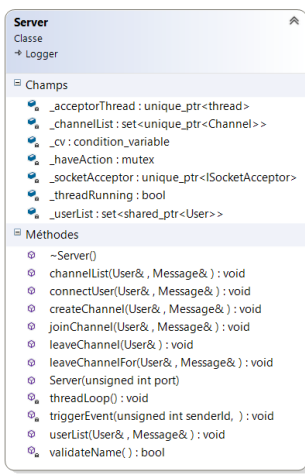 Server
Classe
Logger
Champs
_acceptorThread : unique_ptr<thread>
_channelList : set<unique_ptr<Channel>>
_cv : condition_variable
_haveAction : mutex
_socketAcceptor : unique_ptr<ISocketAcceptor>
_threadRunning : bool
_userList : set<shared_ptr<User>>
Méthodes
~Server()
channelList(User& , Message& ) : void
connectUser(User& , Message& ) : void
createChannel(User& , Message& ) : void
joinChannel(User& , Message& ) : void
leaveChannel(User& ) : void
leaveChannelFor(User& , Message& ) : void
Server(unsigned int port)
threadLoop() : void
triggerEvent(unsigned int senderId, ) : void
userList(User& , Message& ) : void
validateName( ) : bool